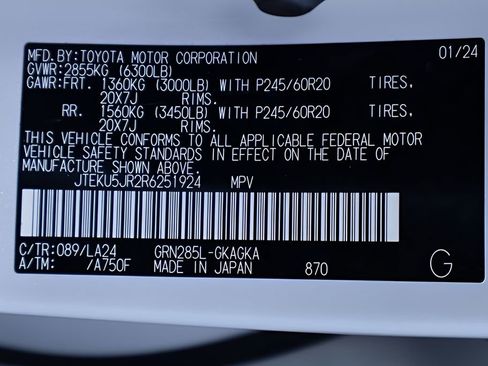 MFD.BY:TOYOTA MOTOR CORPORATION 01/24
GVWR:2855KG (6300LB)
GAWR:FRT. 1360KG (3000LB) WITH P245/60R20 TIRES,
20X7J RIMS.
RR. 1560KG (3450LB) WITH P245/60R20 TIRES,
20X7J RIMS.
THIS VEHICLE CONFORMS TO ALL APPLICABLE FEDERAL MOTOR
VEHICLE SAFETY STANDARDS IN EFFECT ON THE DATE OF
MANUFACTURE SHOWN ABOVE.
JTEKU5JR2R6251924 MPV
C/TR:089/LA24 GRN285L-GKAGKA
A/TM: /A750F MADE IN JAPAN 870 G